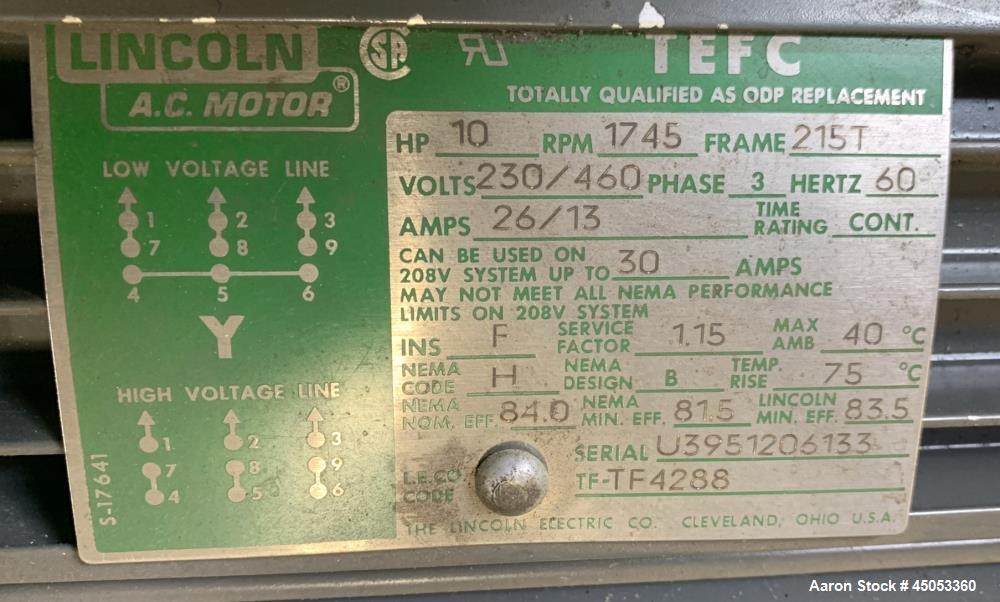 LINCOLN ®
A.C. MOTOR
CSA
TEFC
TOTALLY QUALIFIED AS ODP REPLACEMENT
LOW VOLTAGE LINE
1 2 3
7 8 9
4 5 6
Y
HIGH VOLTAGE LINE
1 2 3
7 8 9
4 5 6
S-17641
HP 10 RPM 1745 FRAME 215T
VOLTS 230/460 PHASE 3 HERTZ 60
AMPS 26/13 TIME RATING CONT.
CAN BE USED ON
208V SYSTEM UP TO 30 AMPS
MAY NOT MEET ALL NEMA PERFORMANCE
LIMITS ON 208V SYSTEM
INS F SERVICE FACTOR 1.15 MAX AMB 40 °C
NEMA CODE H NEMA DESIGN B TEMP. RISE 75 °C
NEMA NOM. EFF. 84.0 NEMA MIN. EFF. 81.5 LINCOLN MIN. EFF. 83.5
SERIAL U3951206133
L.E.CO. CODE TF-TF4288
THE LINCOLN ELECTRIC CO. CLEVELAND, OHIO U.S.A.
Aaron Stock # 45053360